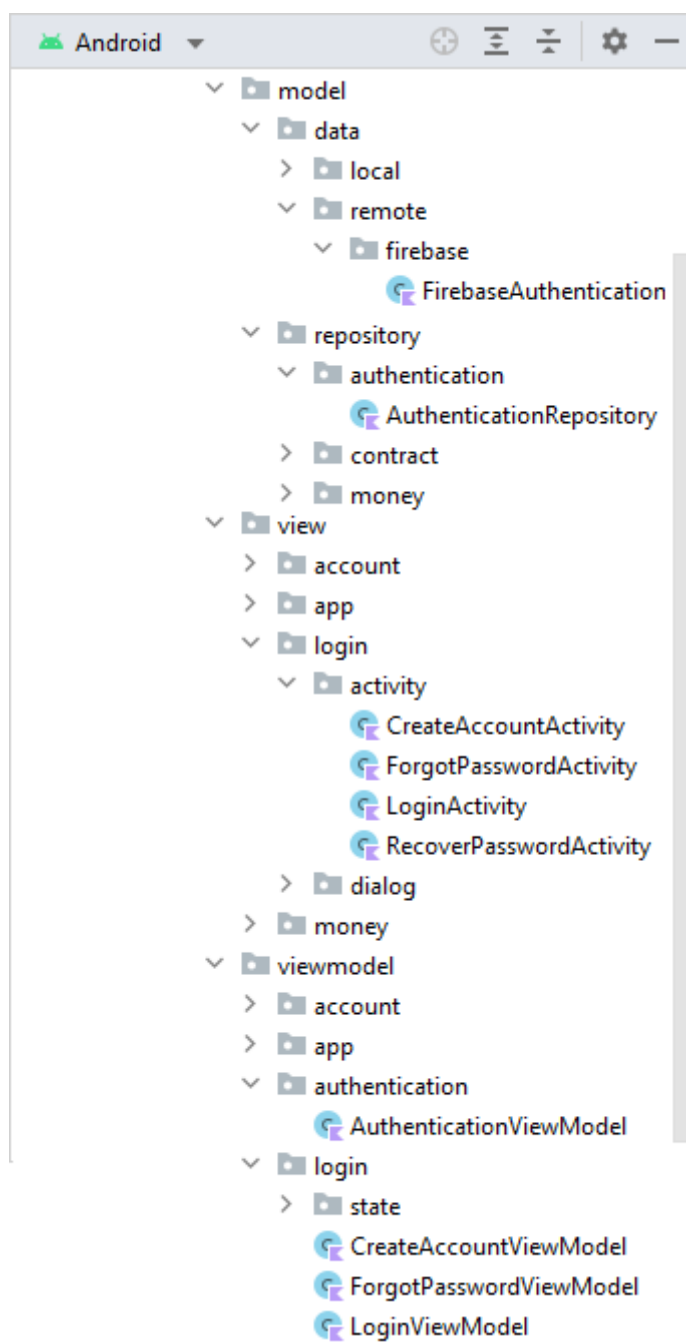 Android
model
data
local
remote
firebase
FirebaseAuthentication
repository
authentication
AuthenticationRepository
contract
money
view
account
app
login
activity
CreateAccountActivity
ForgotPasswordActivity
LoginActivity
RecoverPasswordActivity
dialog
money
viewmodel
account
app
authentication
AuthenticationViewModel
login
state
CreateAccountViewModel
ForgotPasswordViewModel
LoginViewModel